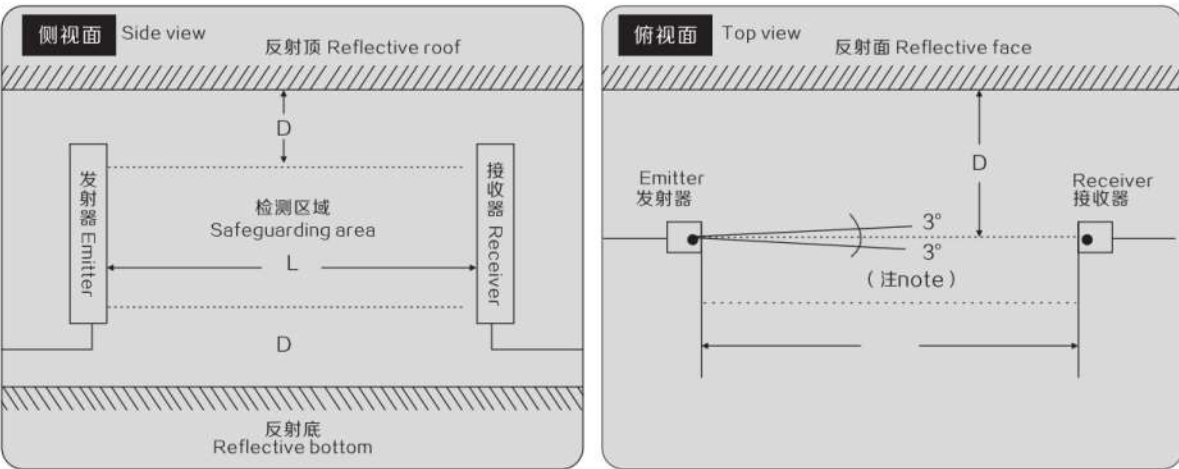 侧视面 Side view
反射顶 Reflective roof
D
发射器 Emitter
检测区域
Safeguarding area
L
接收器 Receiver
D
反射底
Reflective bottom
俯视面 Top view
反射面 Reflective face
D
Emitter
发射器
Receiver
接收器
3°
3°
（注note）